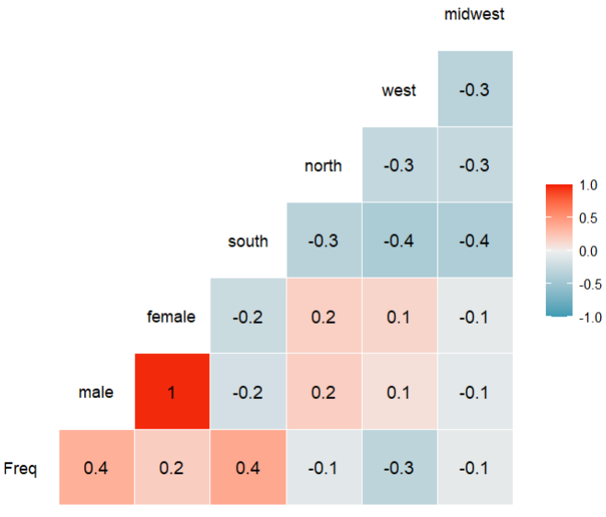 midwest
west -0.3
north -0.3 -0.3
south -0.3 -0.4 -0.4
female -0.2 0.2 0.1 -0.1
male 1 -0.2 0.2 0.1 -0.1
Freq 0.4 0.2 0.4 -0.1 -0.3 -0.1
1.0
0.5
0.0
-0.5
-1.0